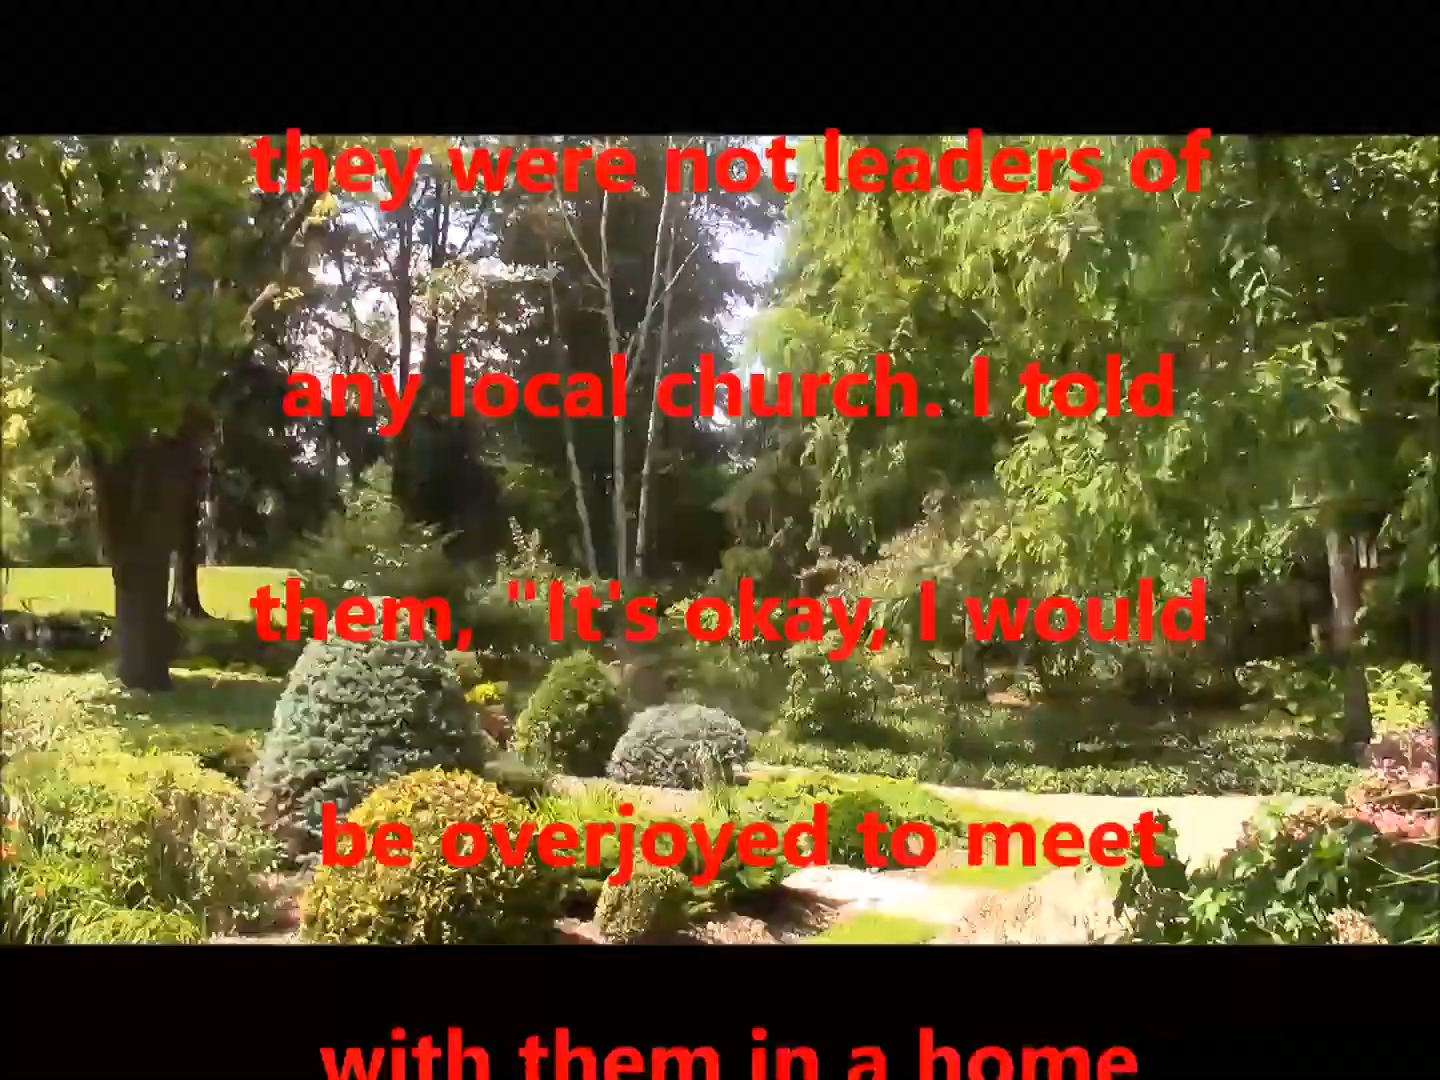 they were not leaders of
any local church. I told
them, "It's okay, I would
be overjoyed to meet
with them in a home